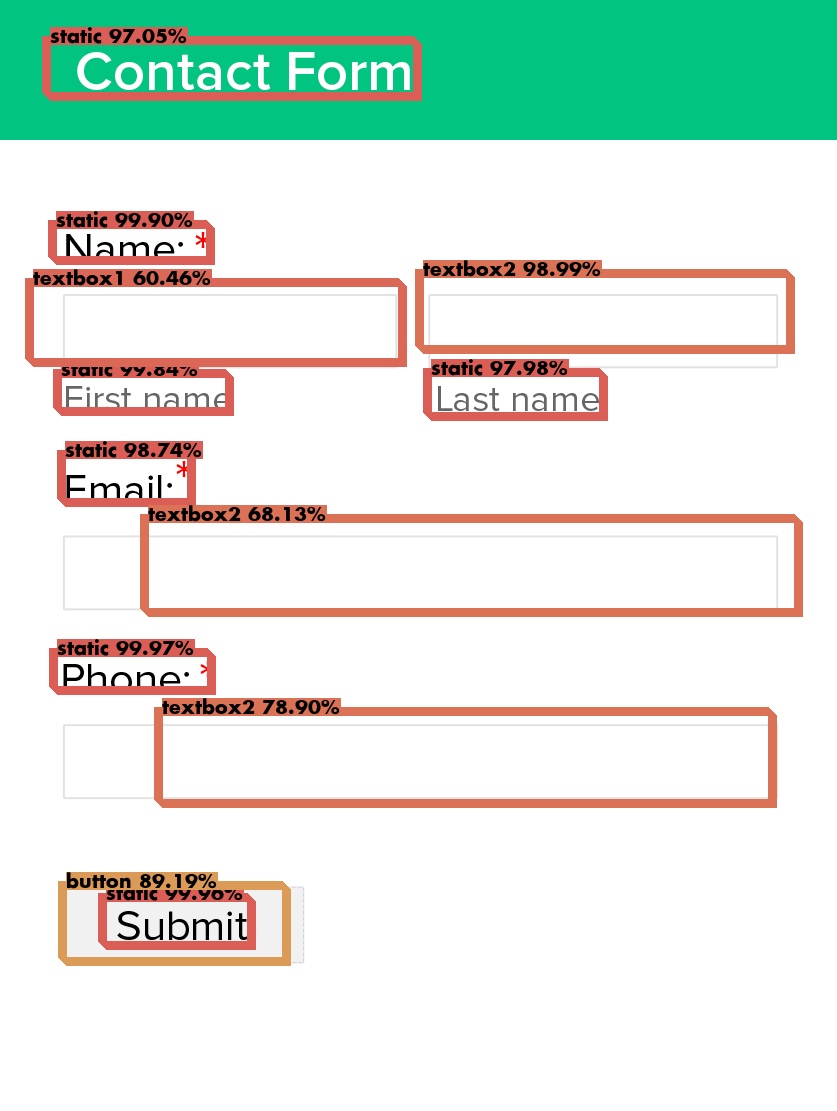 static 97.05%
Contact Form
static 99.90%
Name: *
textbox1 60.46% textbox2 98.99%
static 99.84% static 97.98%
First name Last name
static 98.74%
Email: *
textbox2 68.13%
static 99.97%
Phone: *
textbox2 78.90%
button 89.19%
static 99.96%
Submit